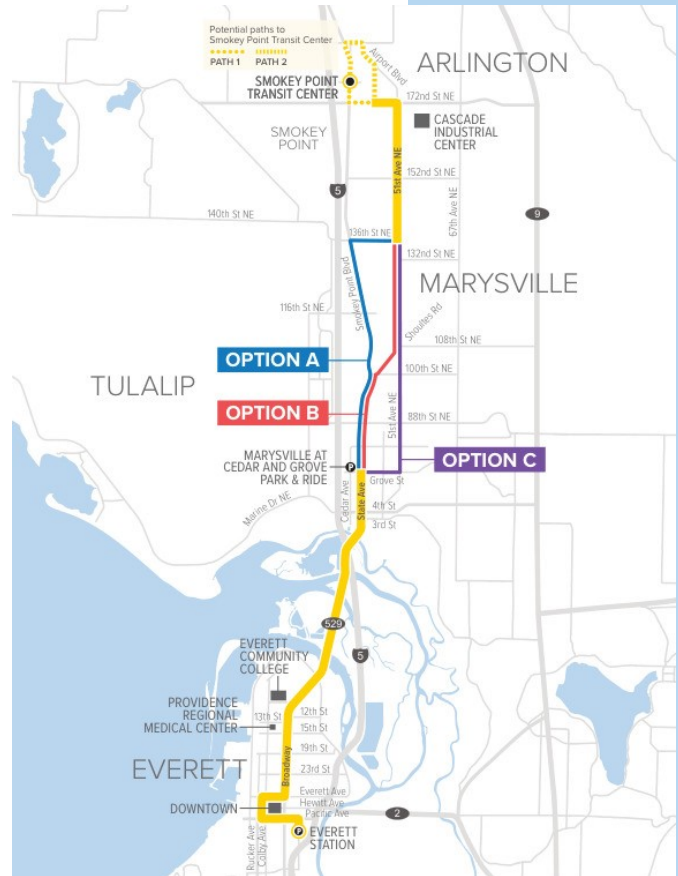 Potential paths to
Smokey Point Transit Center
PATH 1 PATH 2
Airport Blvd
ARLINGTON
SMOKEY POINT
TRANSIT CENTER
172nd St NE
CASCADE
INDUSTRIAL
CENTER
SMOKEY
POINT
51st Ave NE
152nd St NE
67th Ave NE
5
9
140th St NE
136th St NE
132nd St NE
Smokey Point Blvd
MARYSVILLE
116th St NE
Shoultes Rd
108th St NE
OPTION A
100th St NE
TULALIP
OPTION B
88th St NE
51st Ave NE
MARYSVILLE AT
CEDAR AND GROVE
PARK & RIDE
P
OPTION C
Grove St
Cedar Ave
State Ave
Marine Dr NE
4th St
3rd St
529
EVERETT
COMMUNITY
COLLEGE
5
PROVIDENCE
REGIONAL
MEDICAL CENTER
12th St
13th St
15th St
19th St
EVERETT
Broadway
23rd St
Everett Ave
Hewitt Ave
Pacific Ave
DOWNTOWN
2
P
EVERETT
STATION
Rucker Ave
Colby Ave